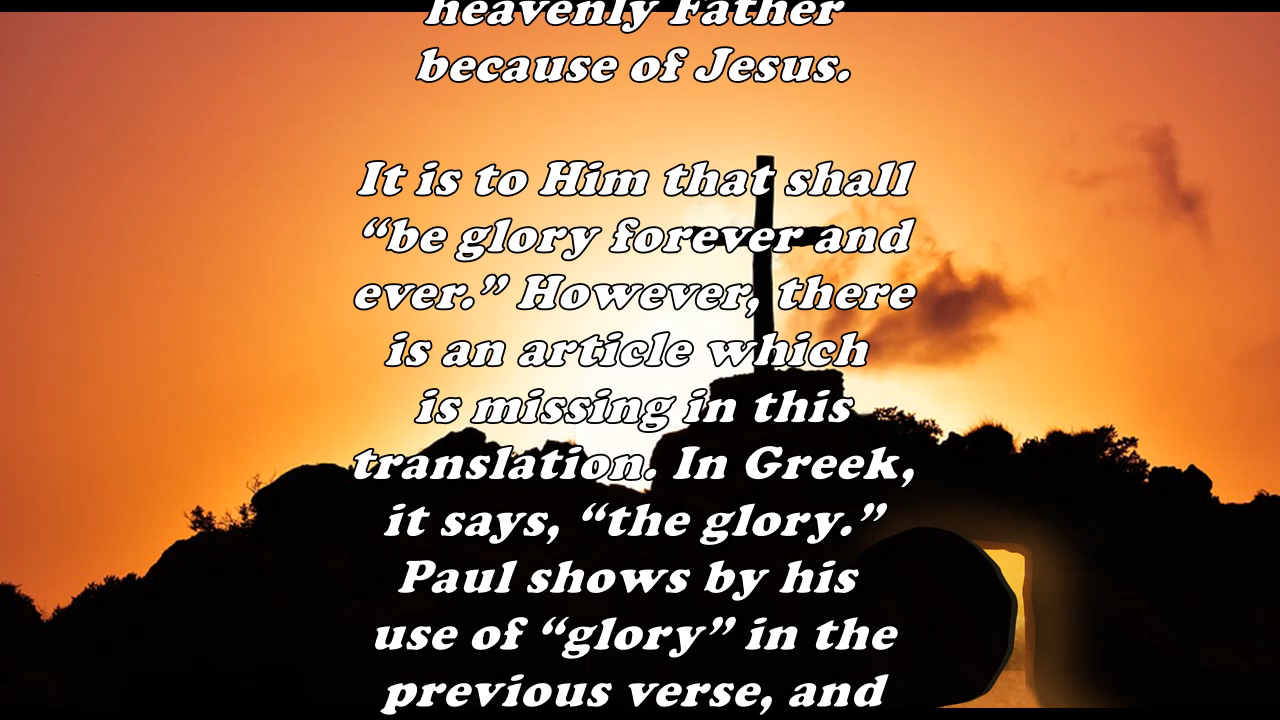 heavenly Father
because of Jesus.
It is to Him that shall
“be glory forever and
ever.” However, there
is an article which
is missing in this
translation. In Greek,
it says, “the glory.”
Paul shows by his
use of “glory” in the
previous verse, and